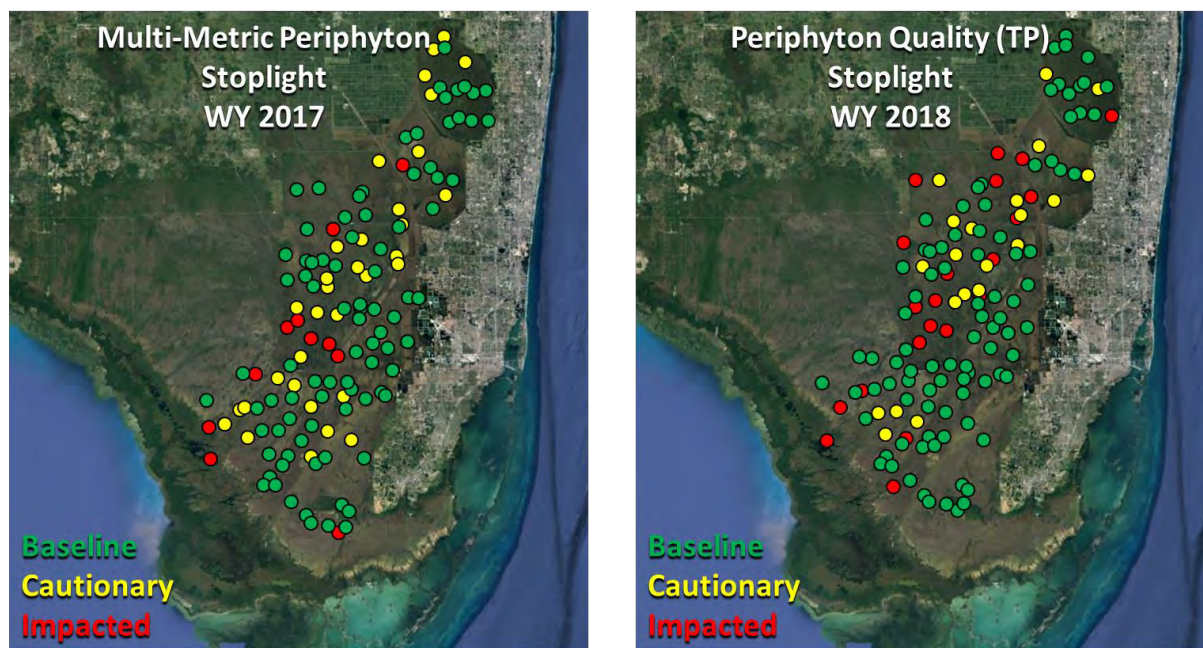 Multi-Metric Periphyton
Stoplight
WY 2017
Baseline
Cautionary
Impacted
Periphyton Quality (TP)
Stoplight
WY 2018
Baseline
Cautionary
Impacted